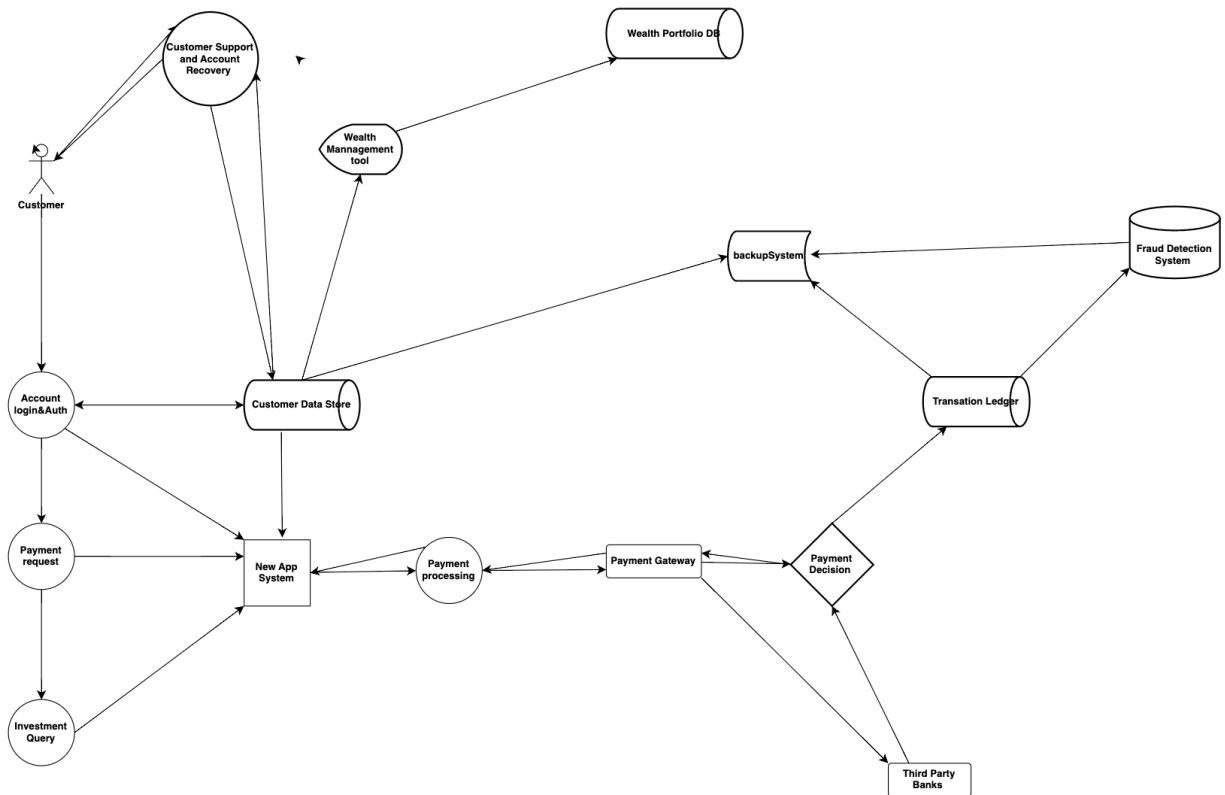 Customer Support
and Account
Recovery
Wealth Portfolio DB
Wealth
Mannagement
tool
Customer
backupSystem
Fraud Detection
System
Account
login&Auth
Customer Data Store
Transation Ledger
Payment
request
New App
System
Payment
processing
Payment Gateway
Payment
Decision
Investment
Query
Third Party
Banks